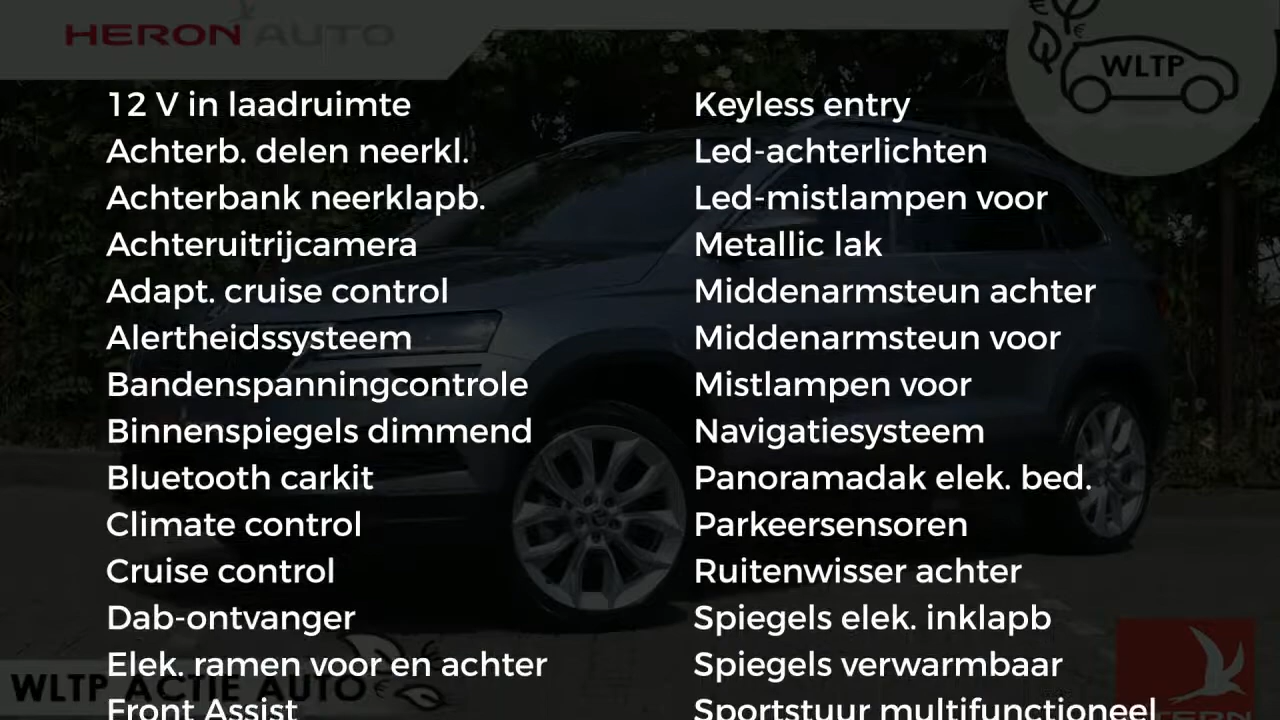 HERON AUTO
WLTP
12 V in laadruimte
Achterb. delen neerkl.
Achterbank neerklapb.
Achteruitrijcamera
Adapt. cruise control
Alertheidssysteem
Bandenspanningcontrole
Binnenspiegels dimmend
Bluetooth carkit
Climate control
Cruise control
Dab-ontvanger
Elek. ramen voor en achter
Front Assist
Keyless entry
Led-achterlichten
Led-mistlampen voor
Metallic lak
Middenarmsteun achter
Middenarmsteun voor
Mistlampen voor
Navigatiesysteem
Panoramadak elek. bed.
Parkeersensoren
Ruitenwisser achter
Spiegels elek. inklapb
Spiegels verwarmbaar
Sportstuur multifunctioneel
WLTP ACTIE AUTO